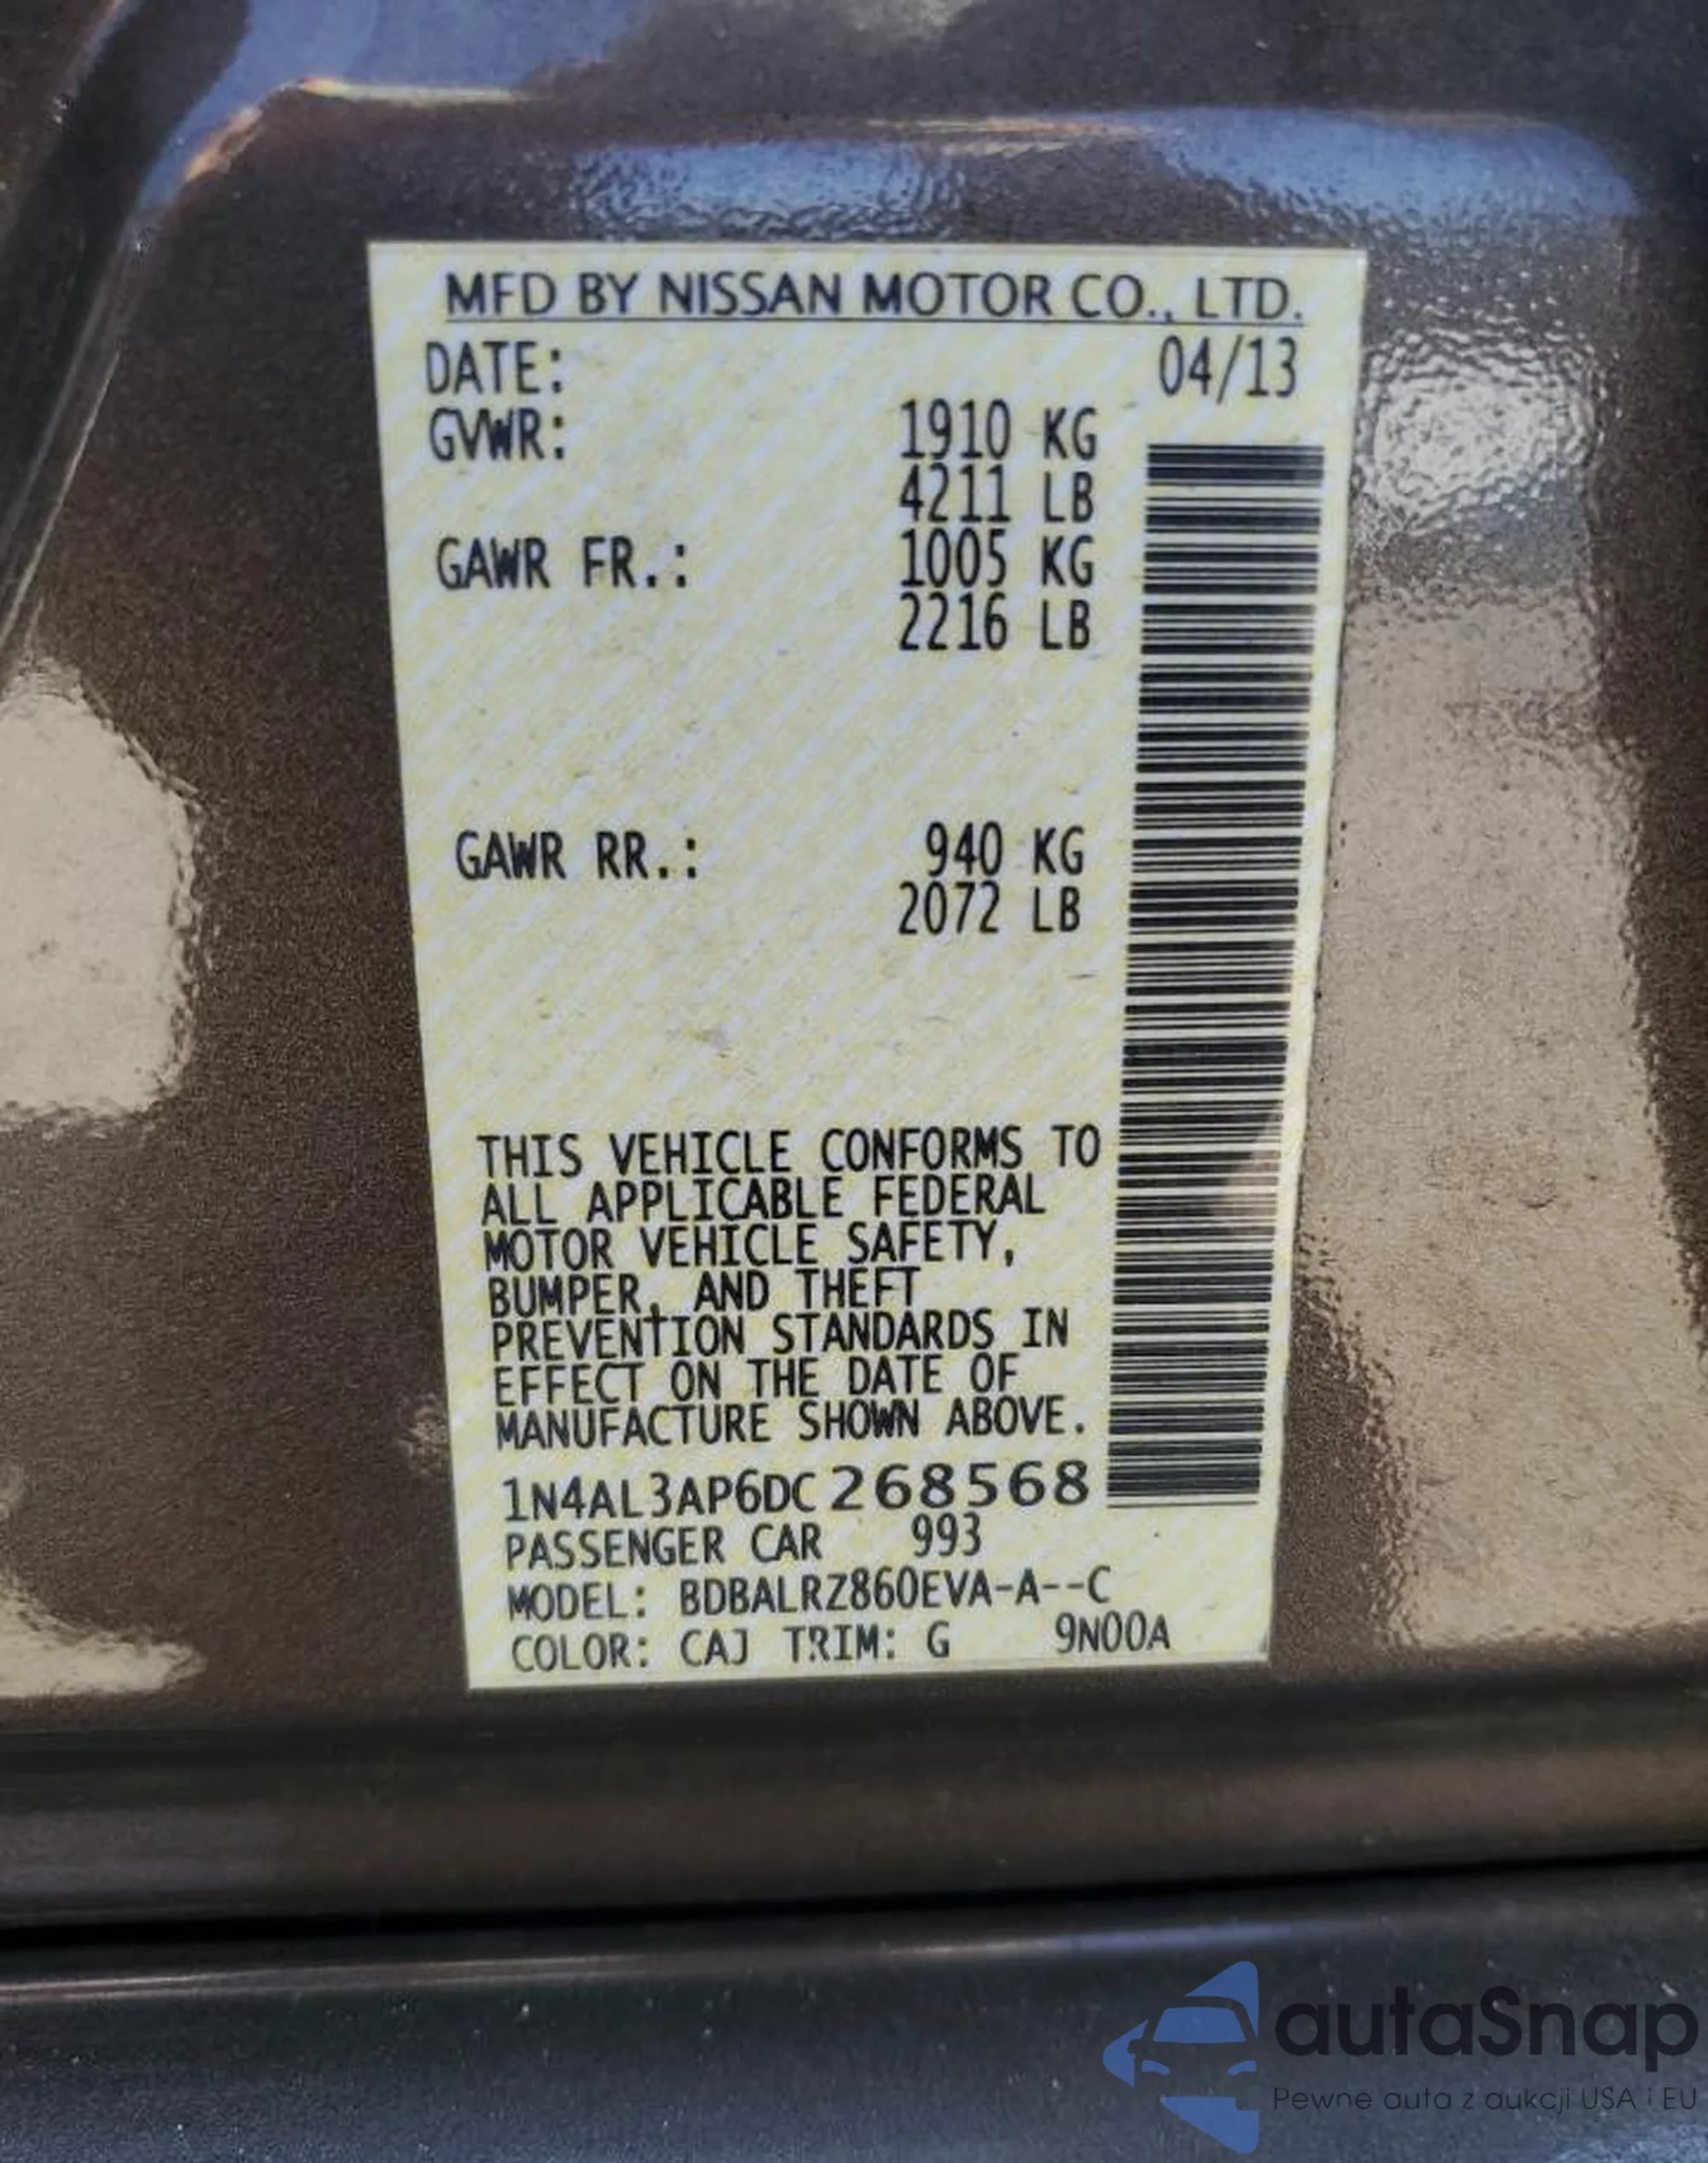 MFD BY NISSAN MOTOR CO., LTD.
DATE: 04/13
GVWR: 1910 KG
4211 LB
GAWR FR.: 1005 KG
2216 LB
GAWR RR.: 940 KG
2072 LB
THIS VEHICLE CONFORMS TO
ALL APPLICABLE FEDERAL
MOTOR VEHICLE SAFETY,
BUMPER, AND THEFT
PREVENTION STANDARDS IN
EFFECT ON THE DATE OF
MANUFACTURE SHOWN ABOVE.
1N4AL3AP6DC268568
PASSENGER CAR 993
MODEL: BDBALRZ860EVA-A--C
COLOR: CAJ TRIM: G 9N00A
autaSnap
Pewne auta z aukcji USA i EU